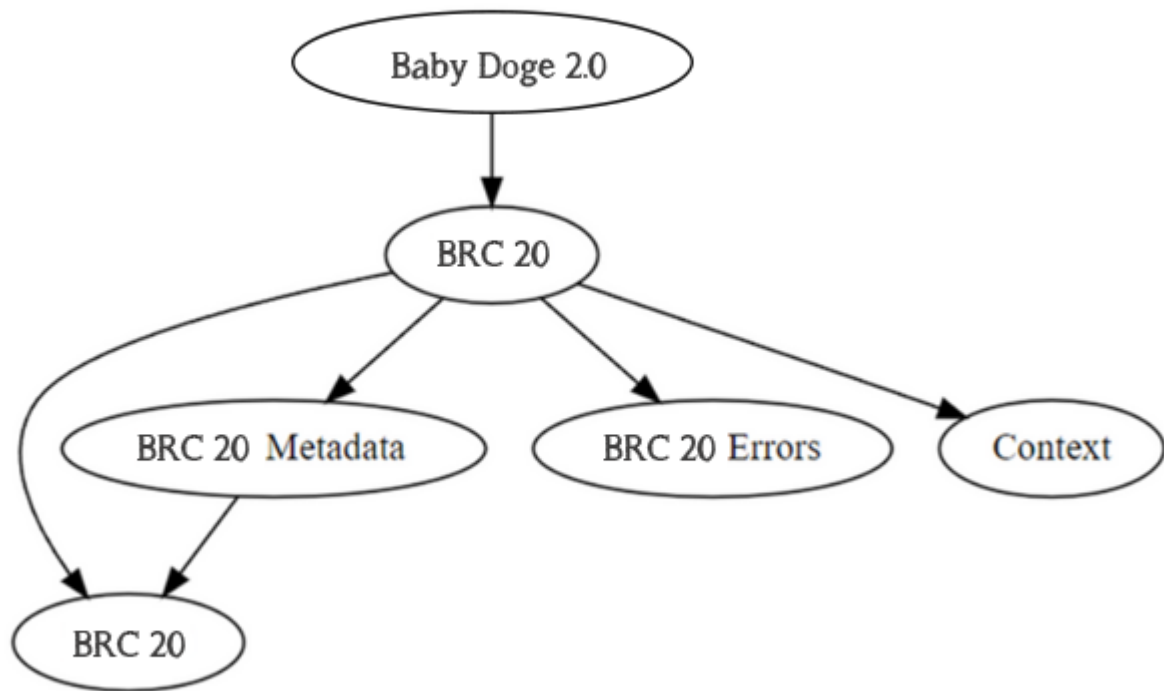 Baby Doge 2.0
BRC 20
BRC 20 Metadata
BRC 20 Errors
Context
BRC 20